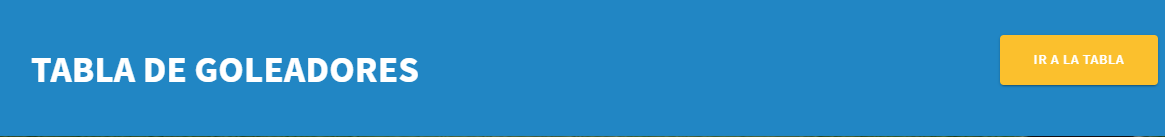 TABLA DE GOLEADORES
IR A LA TABLA